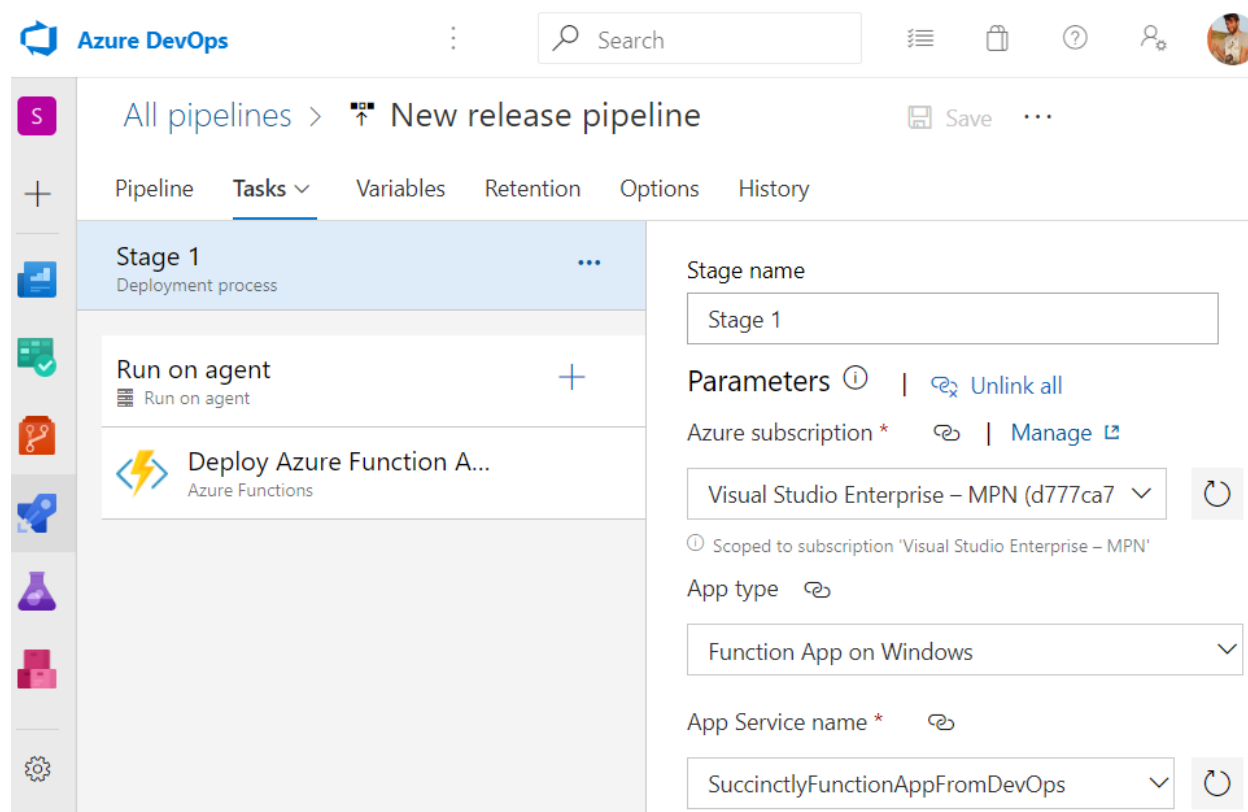 Azure DevOps
Search
S
All pipelines > New release pipeline
Save
Pipeline Tasks Variables Retention Options History
Stage 1
Deployment process
Run on agent
Run on agent
Deploy Azure Function A...
Azure Functions
Stage name
Stage 1
Parameters | Unlink all
Azure subscription * | Manage
Visual Studio Enterprise – MPN (d777ca7
Scoped to subscription 'Visual Studio Enterprise – MPN'
App type
Function App on Windows
App Service name *
SuccinctlyFunctionAppFromDevOps